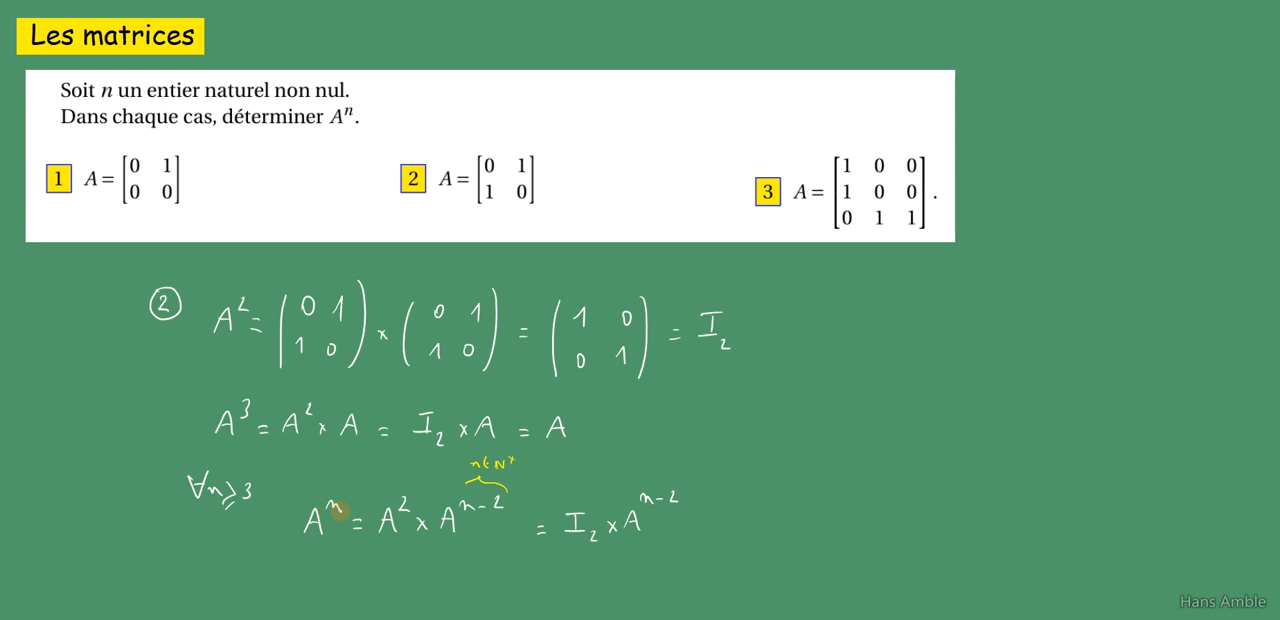 Les matrices
Soit n un entier naturel non nul.
Dans chaque cas, déterminer Aⁿ.
1 A = [0 1; 0 0] 2 A = [0 1; 1 0] 3 A = [1 0 0; 1 0 0; 0 1 1].
② A² = (0 1; 1 0) × (0 1; 1 0) = (1 0; 0 1) = I₂
A³ = A² × A = I₂ × A = A
n ∈ N*
∀n ⩾ 3
Aⁿ = A² × Aⁿ⁻² = I₂ × Aⁿ⁻²
Hans Amble